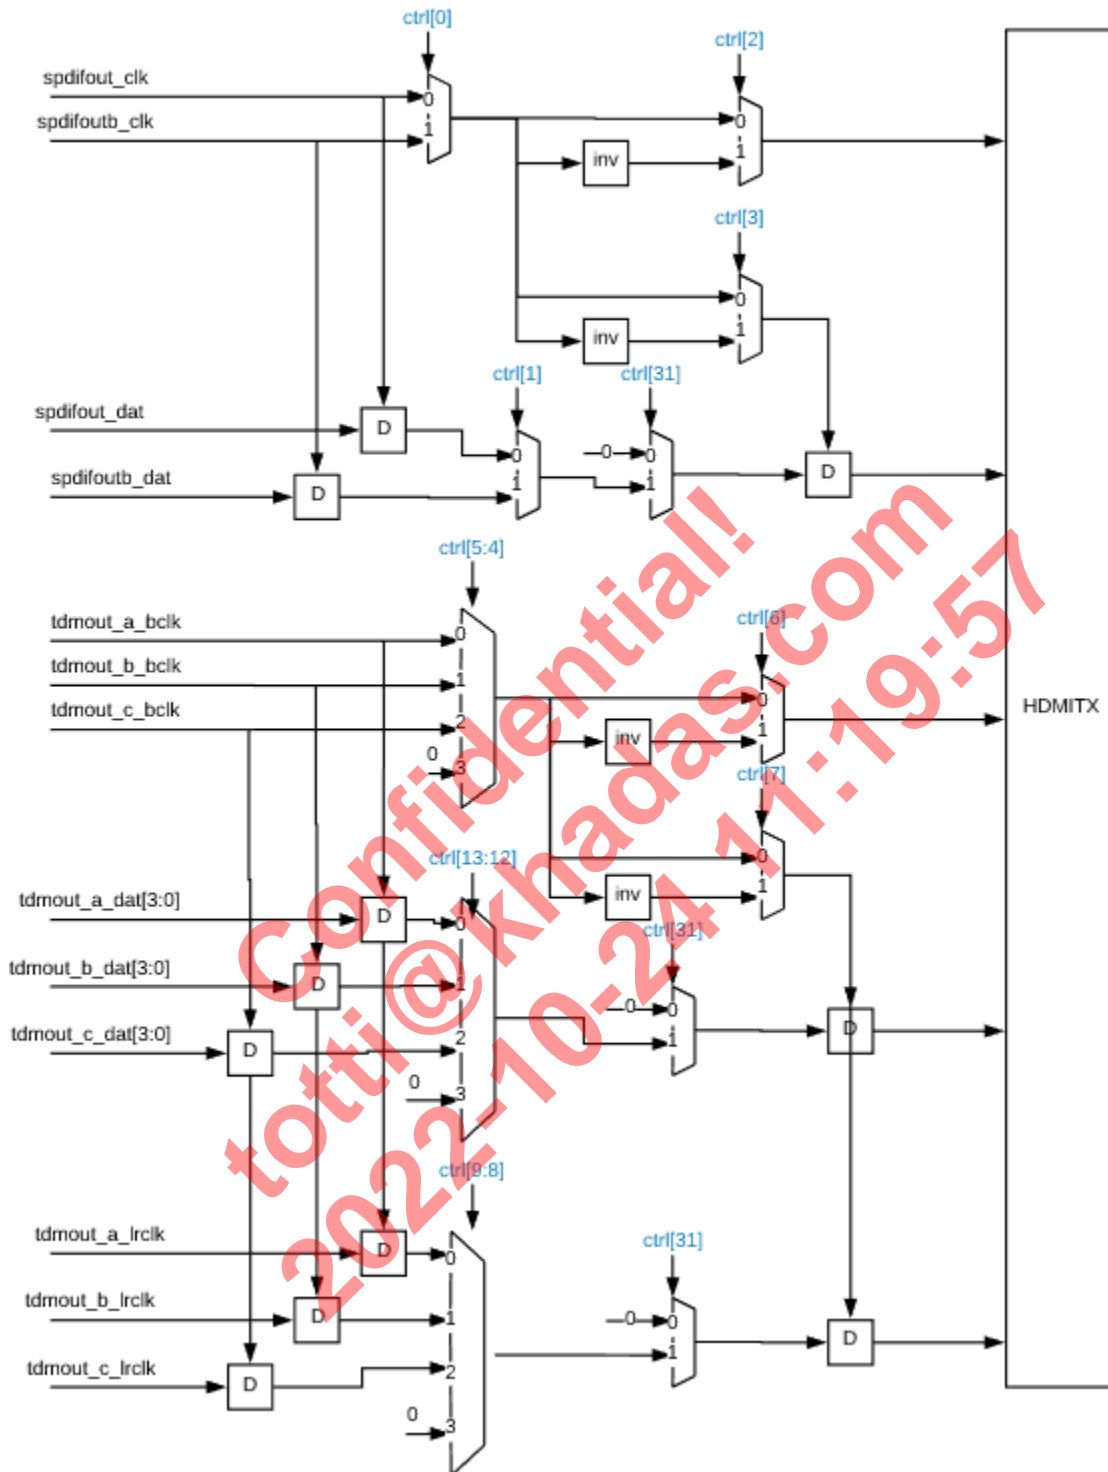 ctrl[0]
ctrl[2]
spdifout_clk
0
spdifoutb_clk
1
0
inv
1
ctrl[3]
0
inv
1
ctrl[1]
ctrl[31]
spdifout_dat
D
0
0
0
spdifoutb_dat
D
1
1
D
ctrl[5:4]
tdmout_a_bclk
0
ctrl[6]
tdmout_b_bclk
1
0
tdmout_c_bclk
2
inv
1
HDMITX
0
3
ctrl[7]
0
ctrl[13:12]
inv
1
tdmout_a_dat[3:0]
D
0
ctrl[31]
tdmout_b_dat[3:0]
D
1
0
0
tdmout_c_dat[3:0]
D
2
1
D
0
3
ctrl[9:8]
tdmout_a_lrclk
D
0
ctrl[31]
tdmout_b_lrclk
D
1
0
0
tdmout_c_lrclk
D
2
1
D
0
3
Confidential!
totti@khadas.com
2022-10-24 11:19:57